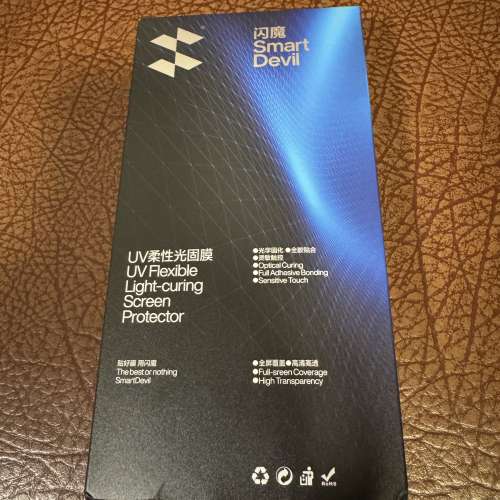 闪魔
Smart
Devil
UV柔性光固膜
UV Flexible
Light-curing
Screen
Protector
●光学固化 ●全胶贴合
●灵敏触控
●Optical Curing
●Full Adhesive Bonding
●Sensitive Touch
贴好膜 用闪魔
The best or nothing
SmartDevil
●全屏覆盖●高清高透
●Full-sreen Coverage
●High Transparency
RoHS